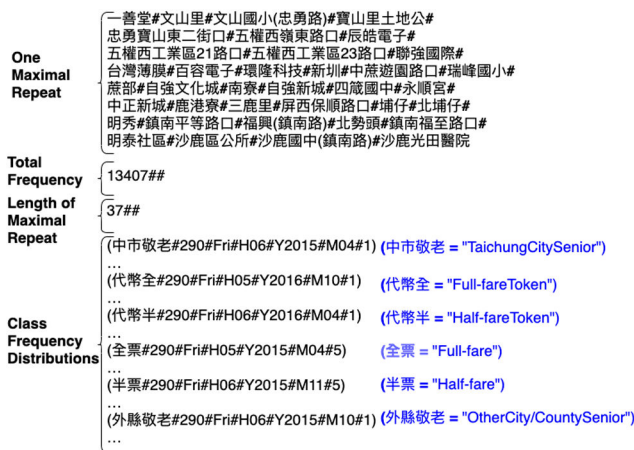 One
Maximal
Repeat
一善堂#文山里#文山國小(忠勇路)#寶山里土地公#
忠勇寶山東二街口#五權西嶺東路口#辰皓電子#
五權西工業區21路口#五權西工業區23路口#聯強國際#
台灣薄膜#百容電子#環隆科技#新圳#中蔗遊園路口#瑞峰國小#
蔗部#自強文化城#南寮#自強新城#四箴國中#永順宮#
中正新城#鹿港寮#三鹿里#屏西保順路口#埔仔#北埔仔#
明秀#鎮南平等路口#福興(鎮南路)#北勢頭#鎮南福至路口#
明泰社區#沙鹿區公所#沙鹿國中(鎮南路)#沙鹿光田醫院
Total
Frequency
13407##
Length of
Maximal
Repeat
37##
Class
Frequency
Distributions
(中市敬老#290#Fri#H06#Y2015#M04#1) (中市敬老 = "TaichungCitySenior")
...
(代幣全#290#Fri#H05#Y2016#M10#1) (代幣全 = "Full-fareToken")
...
(代幣半#290#Fri#H06#Y2016#M04#1) (代幣半 = "Half-fareToken")
...
(全票#290#Fri#H05#Y2015#M04#5) (全票 = "Full-fare")
...
(半票#290#Fri#H06#Y2015#M11#5) (半票 = "Half-fare")
...
(外縣敬老#290#Fri#H06#Y2015#M10#1) (外縣敬老 = "OtherCity/CountySenior")
...